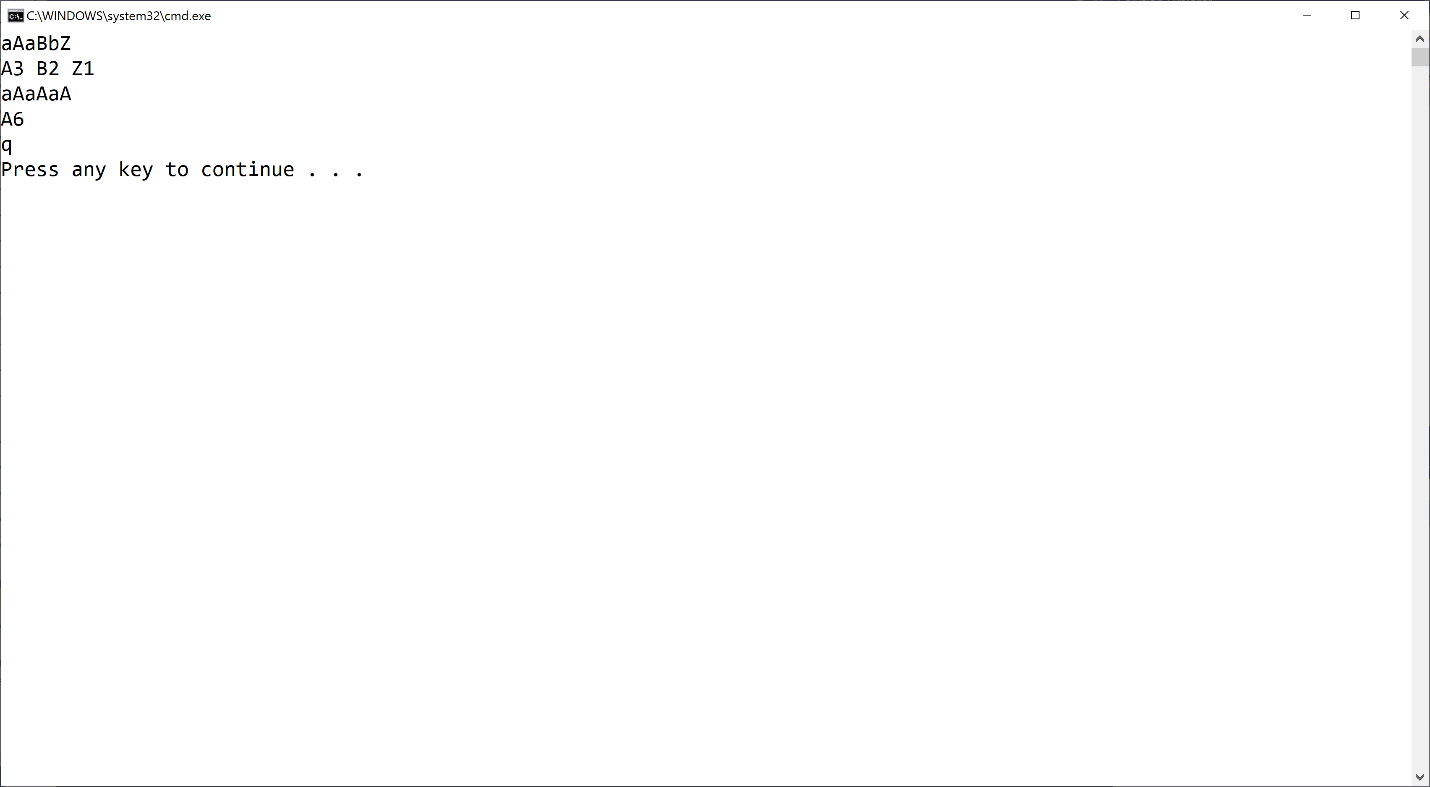 C:\WINDOWS\system32\cmd.exe
aAaBbZ
A3 B2 Z1
aAaAaA
A6
q
Press any key to continue . . .